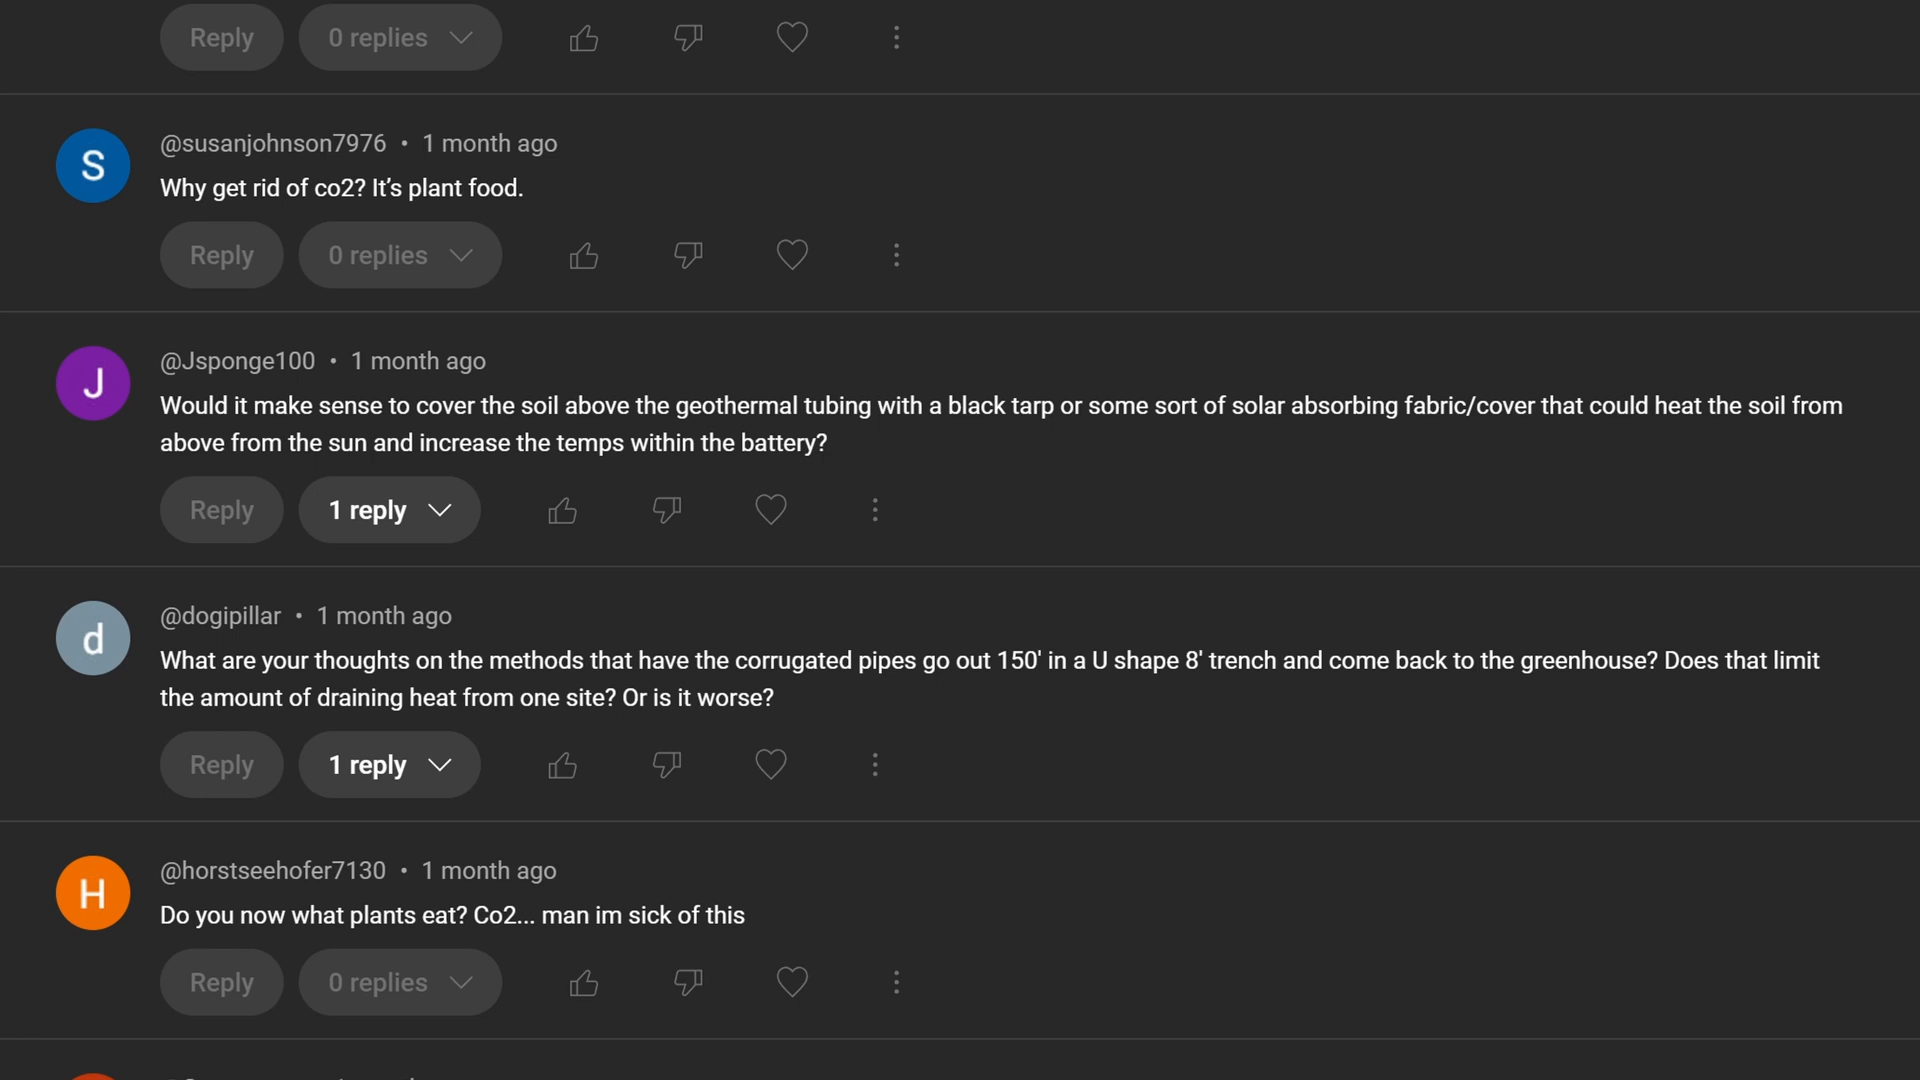 Reply 0 replies
S
@susanjohnson7976 • 1 month ago
Why get rid of co2? It's plant food.
Reply 0 replies
J
@Jsponge100 • 1 month ago
Would it make sense to cover the soil above the geothermal tubing with a black tarp or some sort of solar absorbing fabric/cover that could heat the soil from
above from the sun and increase the temps within the battery?
Reply 1 reply
d
@dogipillar • 1 month ago
What are your thoughts on the methods that have the corrugated pipes go out 150' in a U shape 8' trench and come back to the greenhouse? Does that limit
the amount of draining heat from one site? Or is it worse?
Reply 1 reply
H
@horstseehofer7130 • 1 month ago
Do you now what plants eat? Co2... man im sick of this
Reply 0 replies